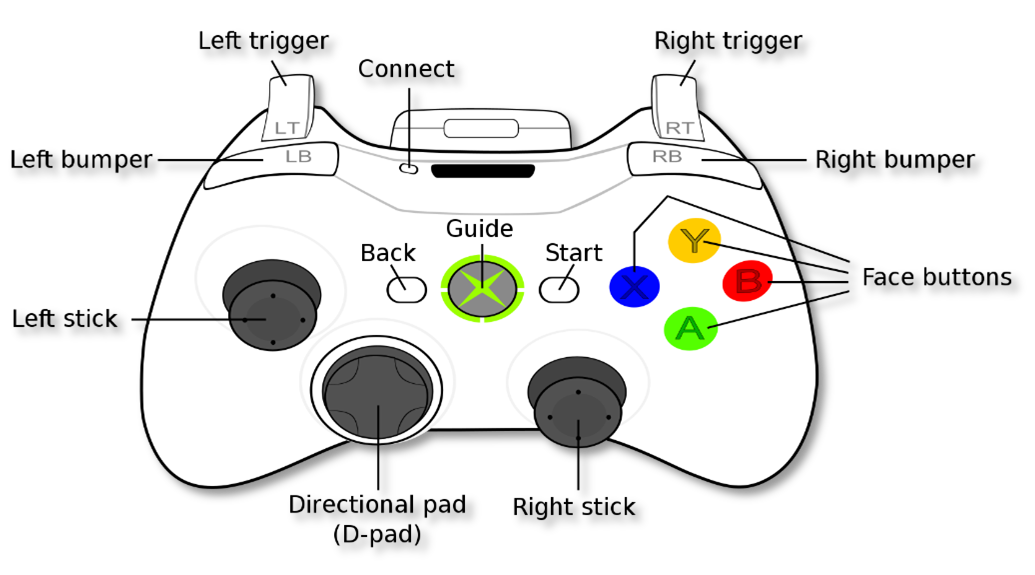 Left trigger
Right trigger
Connect
LT
RT
Left bumper
LB
RB
Right bumper
Guide
Back
Start
Y
X
B
A
Face buttons
Left stick
Directional pad
(D-pad)
Right stick